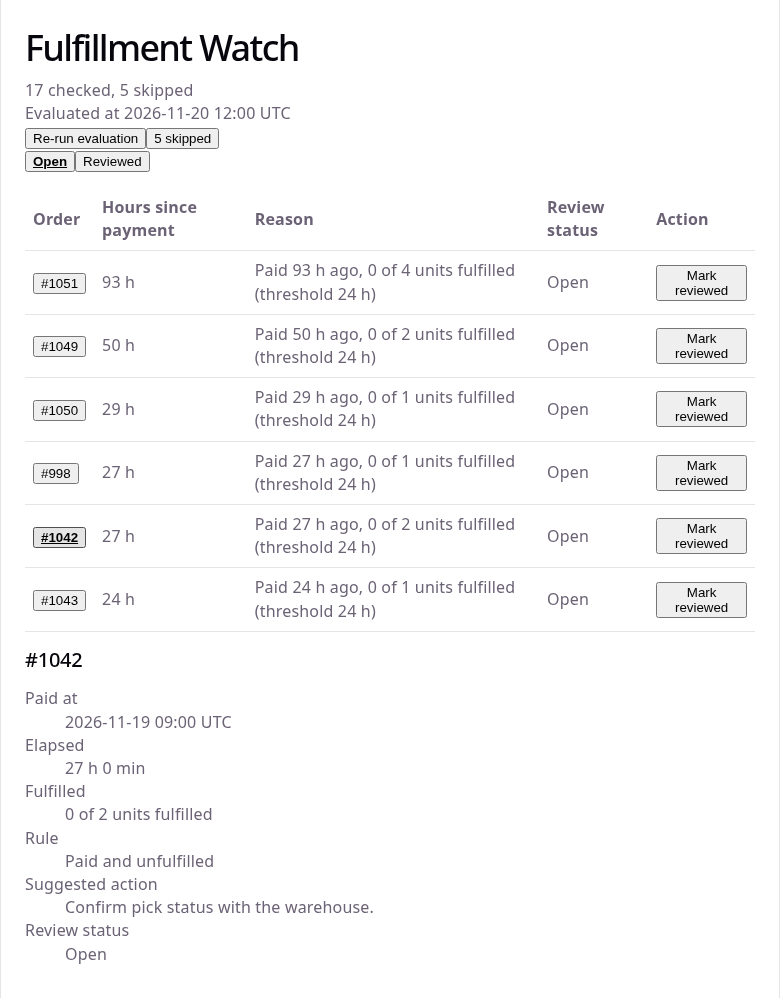 Fulfillment Watch
17 checked, 5 skipped
Evaluated at 2026-11-20 12:00 UTC
Re-run evaluation 5 skipped
Open Reviewed
Order Hours since payment Reason Review status Action
#1051 93 h Paid 93 h ago, 0 of 4 units fulfilled (threshold 24 h) Open Mark reviewed
#1049 50 h Paid 50 h ago, 0 of 2 units fulfilled (threshold 24 h) Open Mark reviewed
#1050 29 h Paid 29 h ago, 0 of 1 units fulfilled (threshold 24 h) Open Mark reviewed
#998 27 h Paid 27 h ago, 0 of 1 units fulfilled (threshold 24 h) Open Mark reviewed
#1042 27 h Paid 27 h ago, 0 of 2 units fulfilled (threshold 24 h) Open Mark reviewed
#1043 24 h Paid 24 h ago, 0 of 1 units fulfilled (threshold 24 h) Open Mark reviewed
#1042
Paid at
2026-11-19 09:00 UTC
Elapsed
27 h 0 min
Fulfilled
0 of 2 units fulfilled
Rule
Paid and unfulfilled
Suggested action
Confirm pick status with the warehouse.
Review status
Open